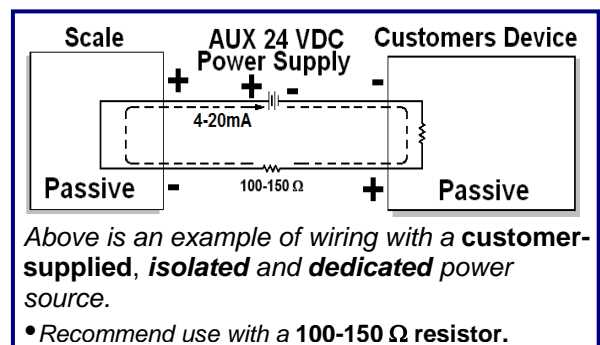 Scale AUX 24 VDC Customers Device
Power Supply
+ + - -
4-20mA
Passive - 100-150 Ω + Passive
Above is an example of wiring with a customer-
supplied, isolated and dedicated power
source.
•Recommend use with a 100-150 Ω resistor.